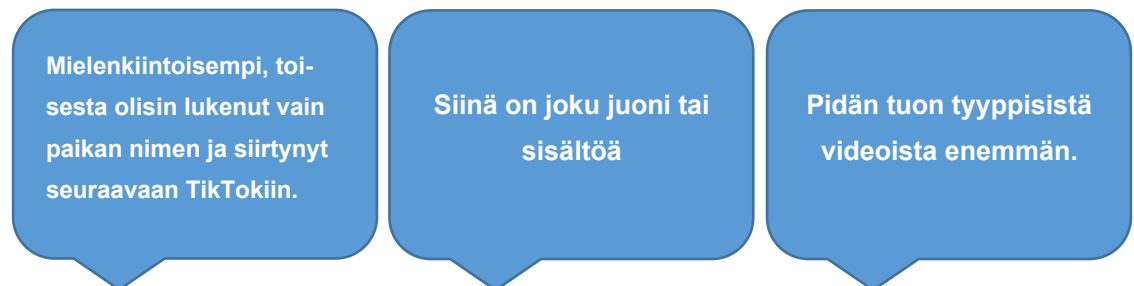 Mielenkiintoisempi, toi-
sesta olisin lukenut vain
paikan nimen ja siirtynyt
seuraavaan TikTokiin.
Siinä on joku juoni tai
sisältöä
Pidän tuon tyyppisistä
videoista enemmän.